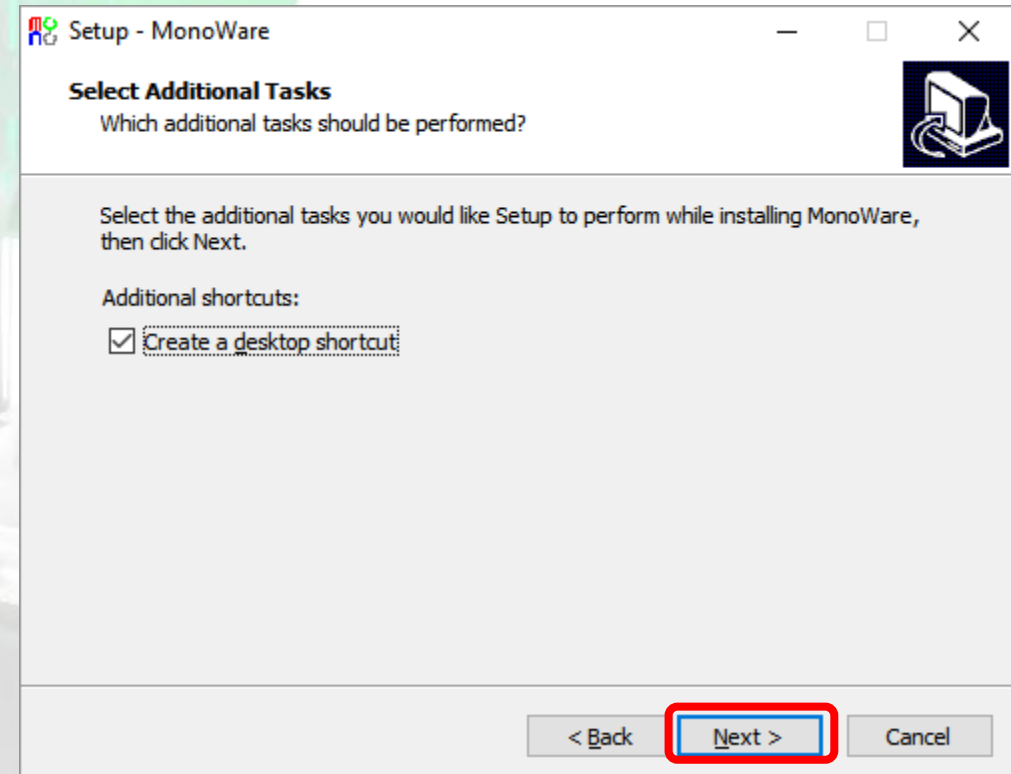 Setup - MonoWare
Select Additional Tasks
Which additional tasks should be performed?
Select the additional tasks you would like Setup to perform while installing MonoWare,
then click Next.
Additional shortcuts:
Create a desktop shortcut
< Back Next > Cancel